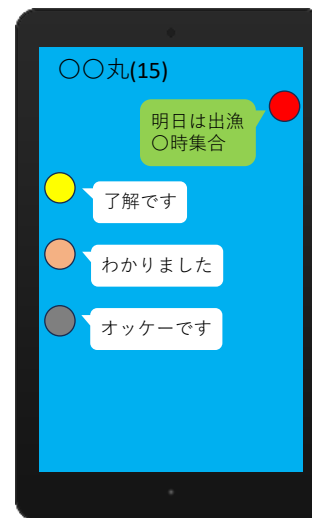 〇〇丸(15)
明日は出漁
〇時集合
了解です
わかりました
オッケーです